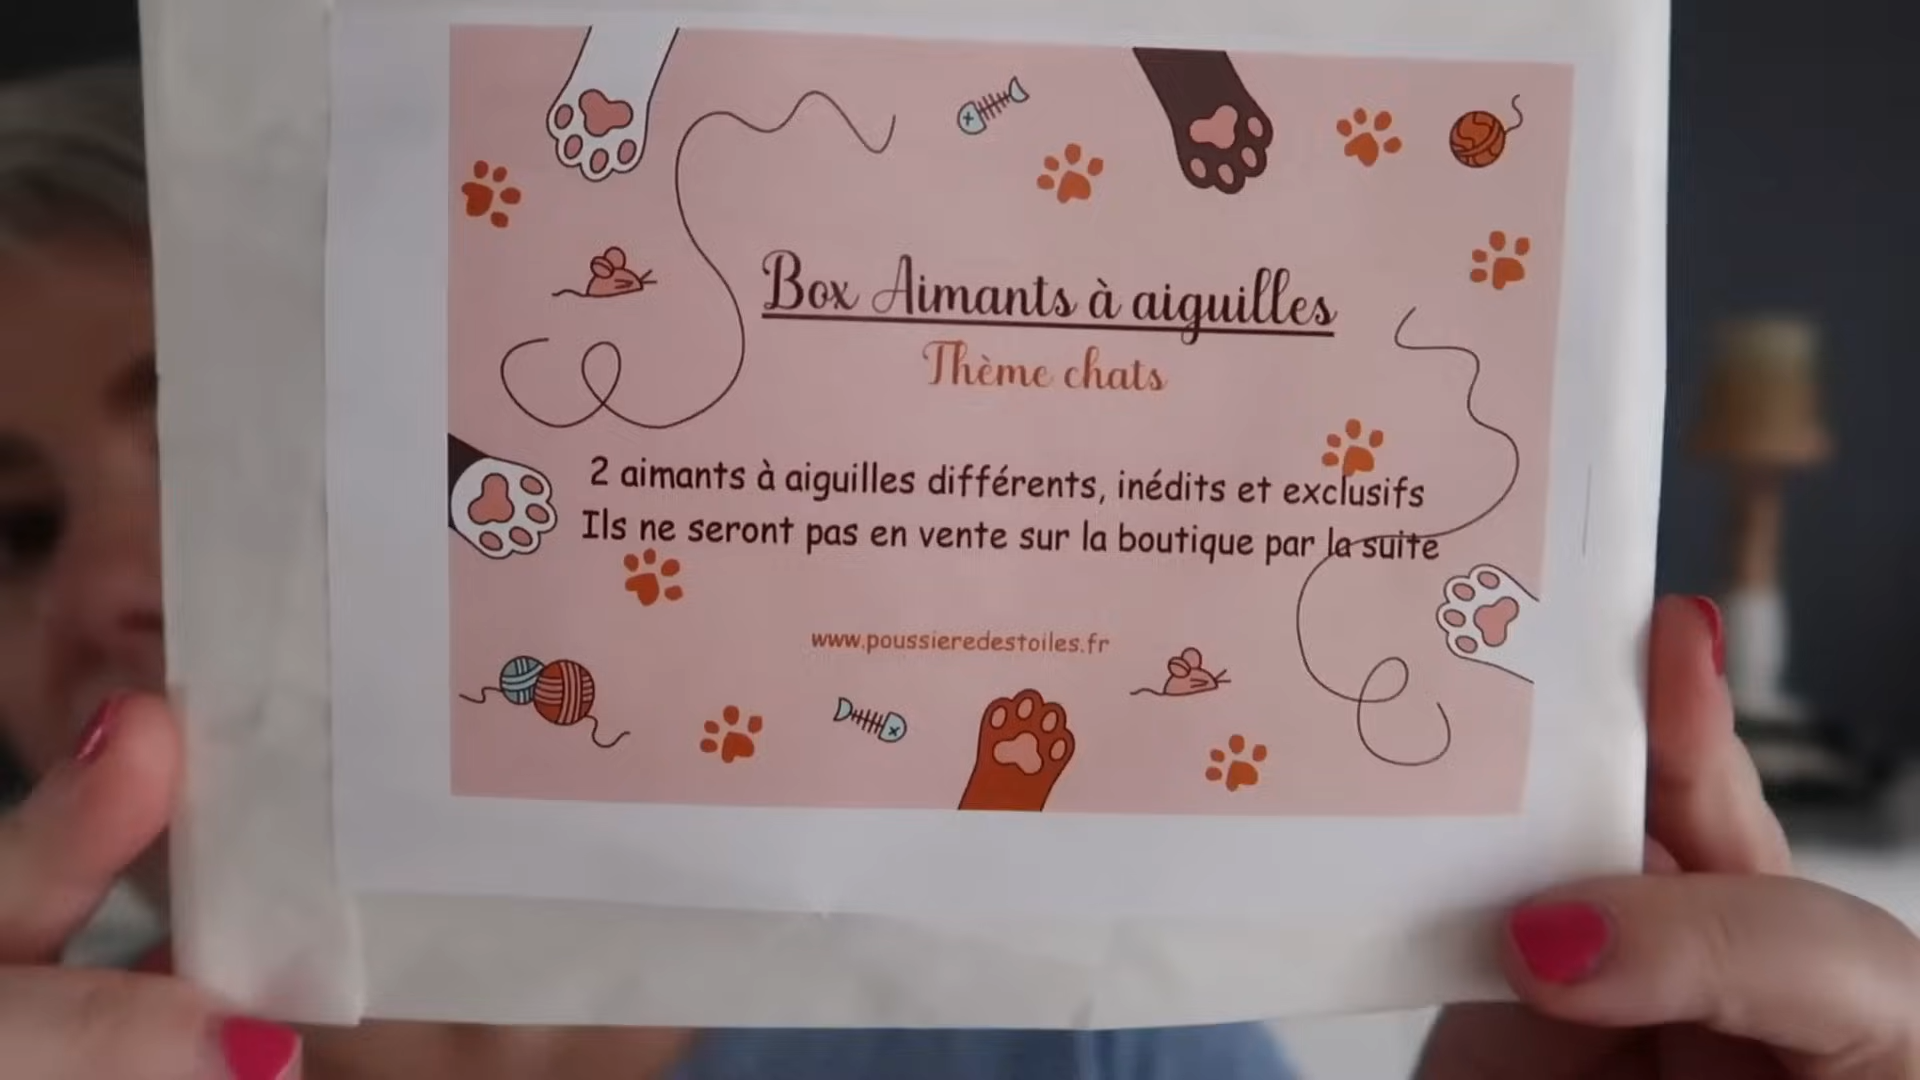 Box Aimants à aiguilles
Thème chats
2 aimants à aiguilles différents, inédits et exclusifs
Ils ne seront pas en vente sur la boutique par la suite
www.poussieredestoiles.fr